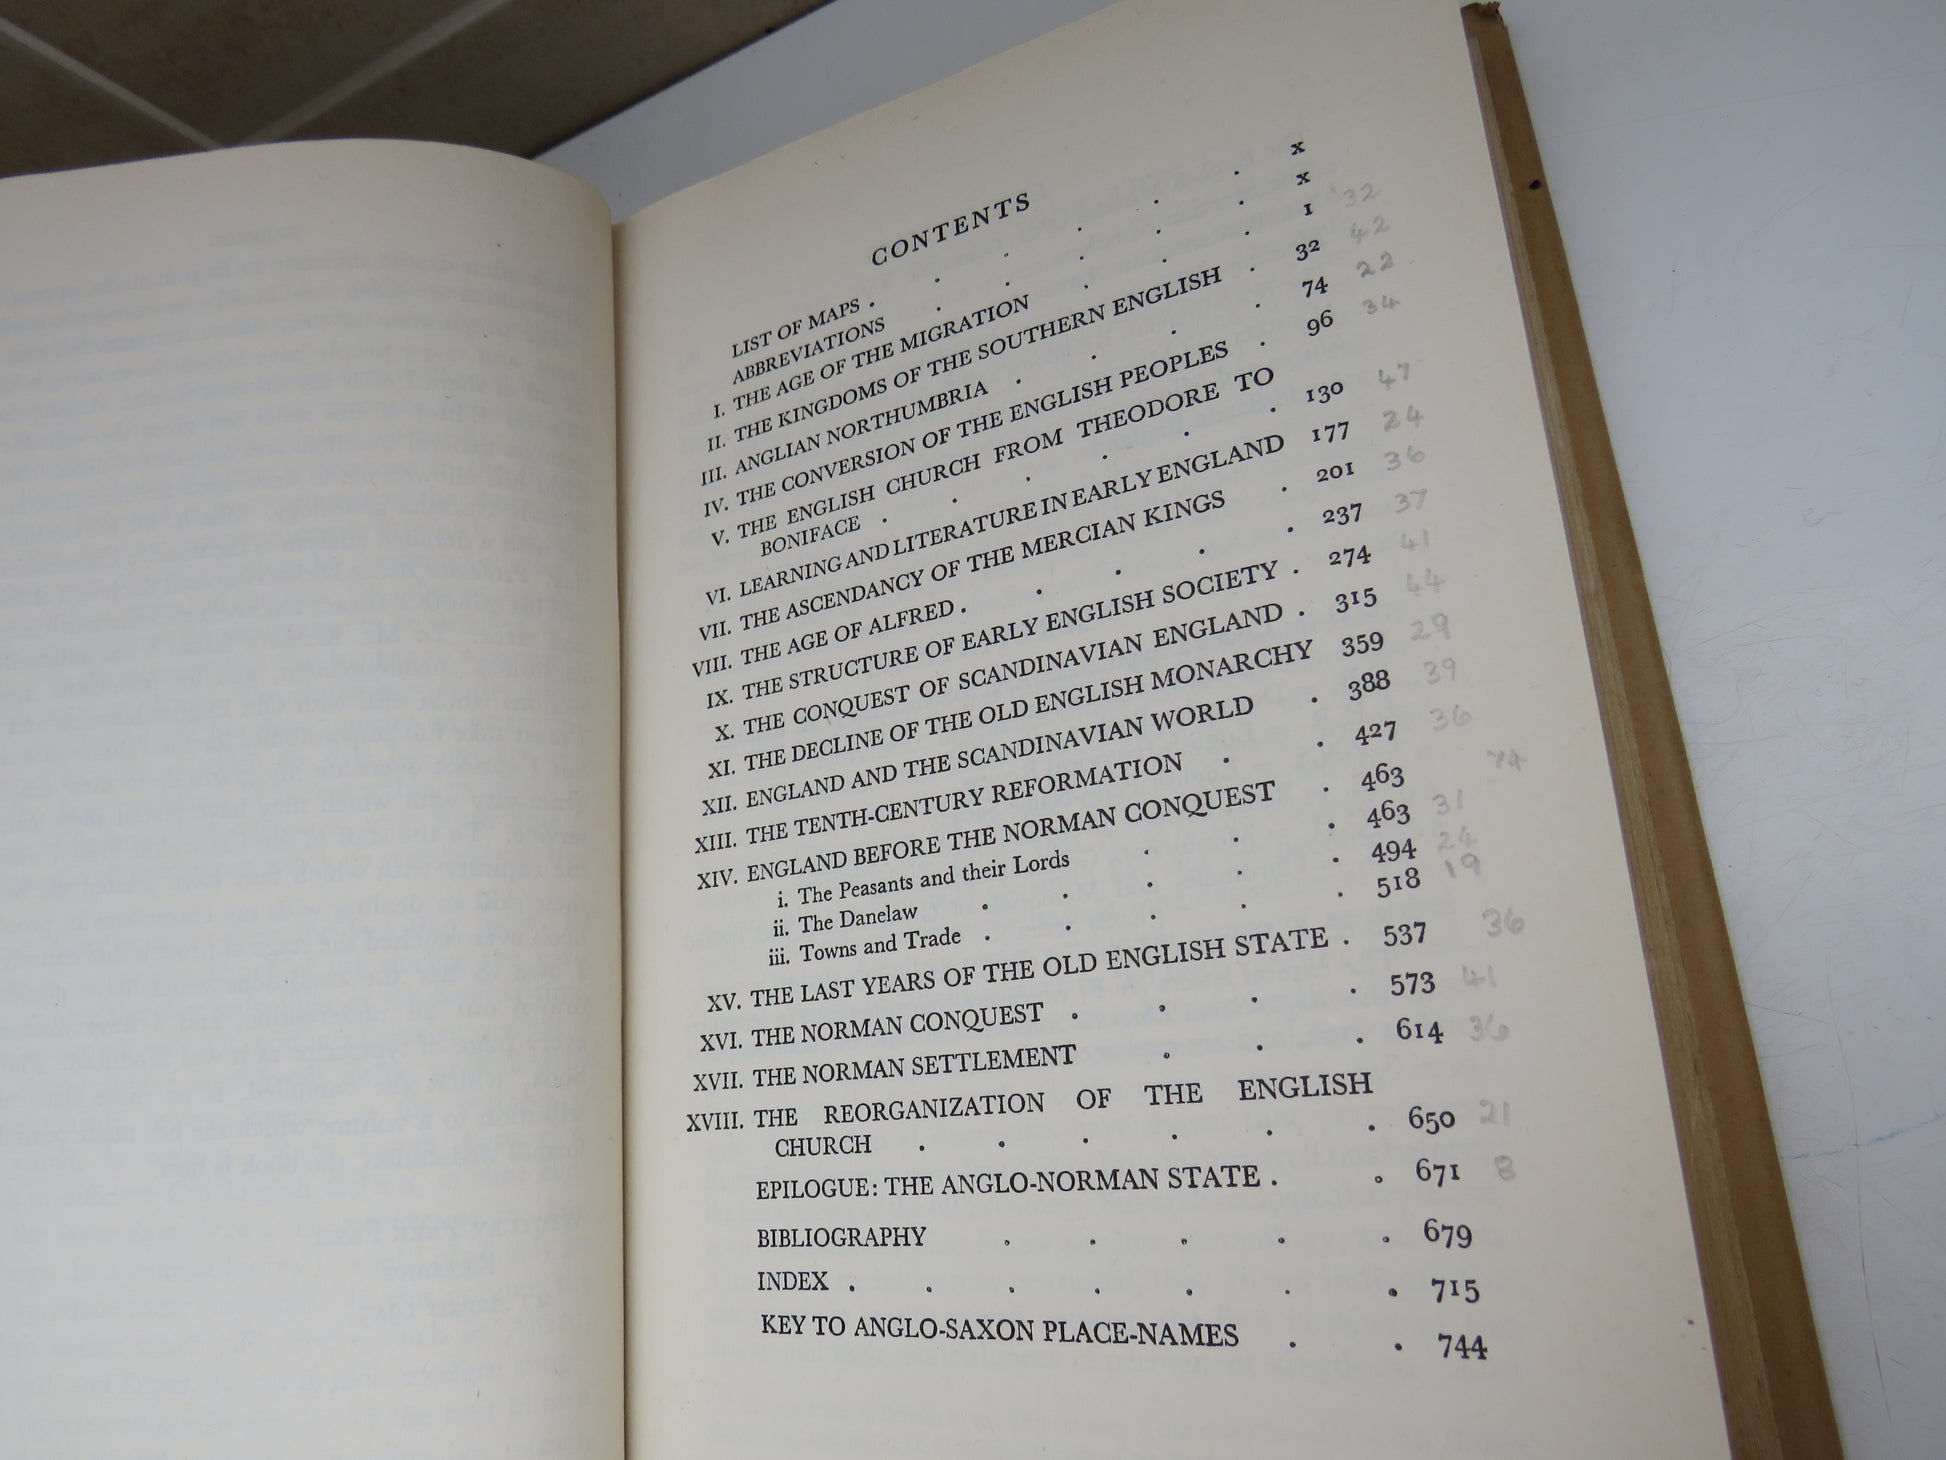 CONTENTS
LIST OF MAPS . . . . . x
ABBREVIATIONS . . . . . x
I. THE AGE OF THE MIGRATION . . . 1 32
II. THE KINGDOMS OF THE SOUTHERN ENGLISH . 32 42
III. ANGLIAN NORTHUMBRIA . . . . 74 22
IV. THE CONVERSION OF THE ENGLISH PEOPLES . 96 34
V. THE ENGLISH CHURCH FROM THEODORE TO
BONIFACE . . . . . . 130 47
VI. LEARNING AND LITERATURE IN EARLY ENGLAND 177 24
VII. THE ASCENDANCY OF THE MERCIAN KINGS . 201 36
VIII. THE AGE OF ALFRED . . . . . 237 37
IX. THE STRUCTURE OF EARLY ENGLISH SOCIETY . 274 41
X. THE CONQUEST OF SCANDINAVIAN ENGLAND . 315 44
XI. THE DECLINE OF THE OLD ENGLISH MONARCHY 359 29
XII. ENGLAND AND THE SCANDINAVIAN WORLD . 388 39
XIII. THE TENTH-CENTURY REFORMATION . . 427 36
XIV. ENGLAND BEFORE THE NORMAN CONQUEST . 463
i. The Peasants and their Lords . . . 463 31
ii. The Danelaw . . . . . 494 24
iii. Towns and Trade . . . . . 518 19
XV. THE LAST YEARS OF THE OLD ENGLISH STATE . 537 36
XVI. THE NORMAN CONQUEST . . . . 573 41
XVII. THE NORMAN SETTLEMENT . . . 614 36
XVIII. THE REORGANIZATION OF THE ENGLISH
CHURCH . . . . . . 650 21
EPILOGUE: THE ANGLO-NORMAN STATE . . 671 8
BIBLIOGRAPHY . . . . . 679
INDEX . . . . . . 715
KEY TO ANGLO-SAXON PLACE-NAMES . . 744